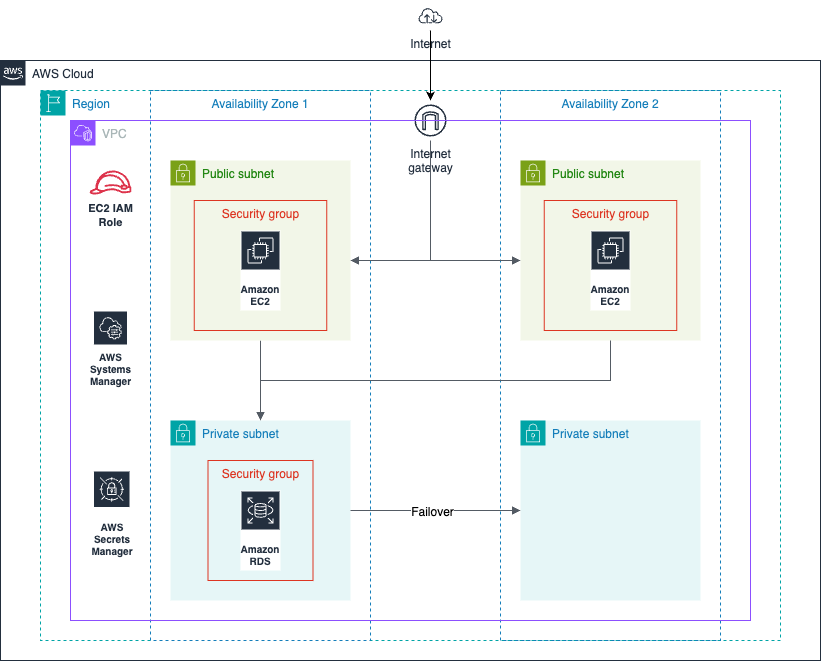 Internet
aws
AWS Cloud
Region
Availability Zone 1
Availability Zone 2
VPC
Internet
gateway
Public subnet
Public subnet
EC2 IAM
Role
Security group
Security group
Amazon
EC2
Amazon
EC2
AWS
Systems
Manager
Private subnet
Private subnet
Security group
AWS
Secrets
Manager
Failover
Amazon
RDS